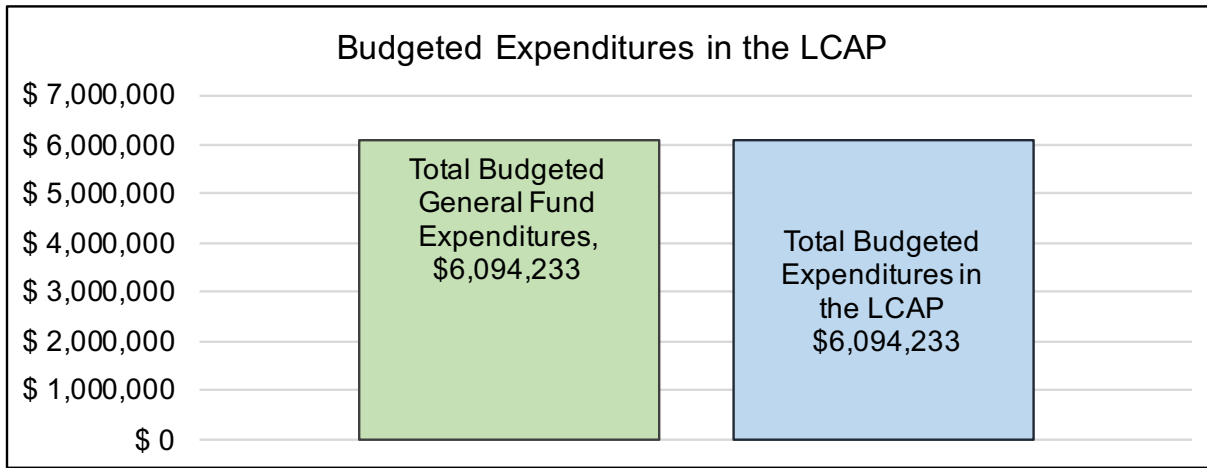 Budgeted Expenditures in the LCAP
$ 7,000,000
$ 6,000,000
$ 5,000,000
$ 4,000,000
$ 3,000,000
$ 2,000,000
$ 1,000,000
$ 0
Total Budgeted
General Fund
Expenditures,
$6,094,233
Total Budgeted
Expenditures in
the LCAP
$6,094,233